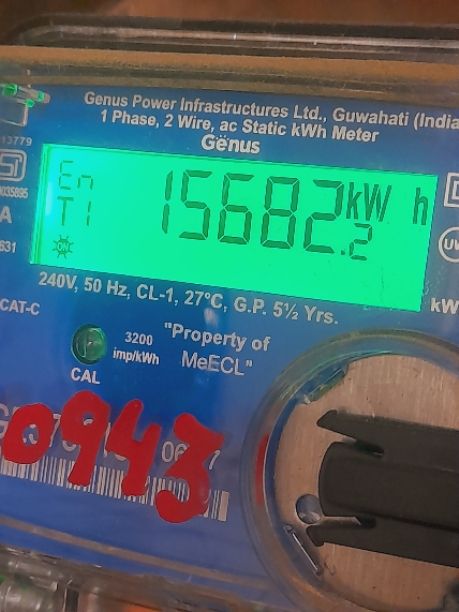 Genus Power Infrastructures Ltd., Guwahati (India
1 Phase, 2 Wire, ac Static kWh Meter
Genus
En
T1
ON
15682.2 kWh
240V, 50 Hz, CL-1, 27°C, G.P. 5½ Yrs.
CAT-C
kW
3200
imp/kWh
CAL
"Property of
MeECL"
0943